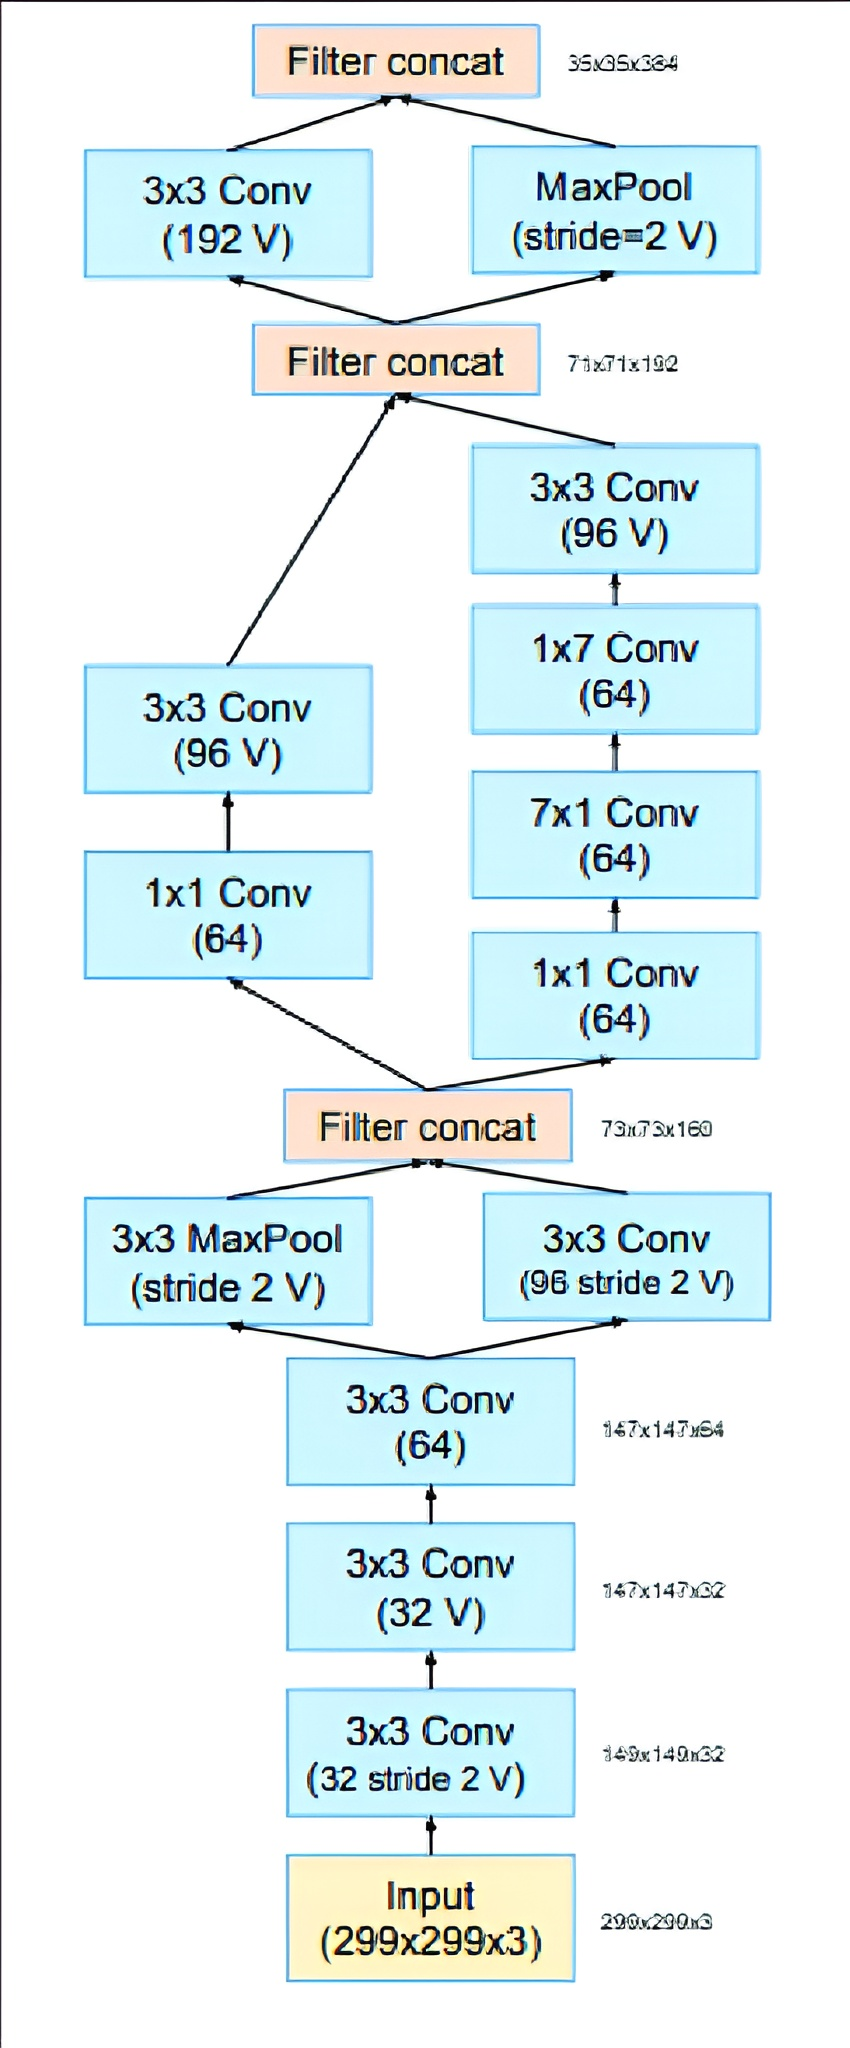 Filter concat
35x35x384
3x3 Conv
(192 V)
MaxPool
(stride=2 V)
Filter concat
71x71x192
3x3 Conv
(96 V)
1x7 Conv
(64)
3x3 Conv
(96 V)
7x1 Conv
(64)
1x1 Conv
(64)
1x1 Conv
(64)
Filter concat
73x73x160
3x3 MaxPool
(stride 2 V)
3x3 Conv
(96 stride 2 V)
3x3 Conv
(64)
147x147x64
3x3 Conv
(32 V)
147x147x32
3x3 Conv
(32 stride 2 V)
149x149x32
Input
(299x299x3)
299x299x3